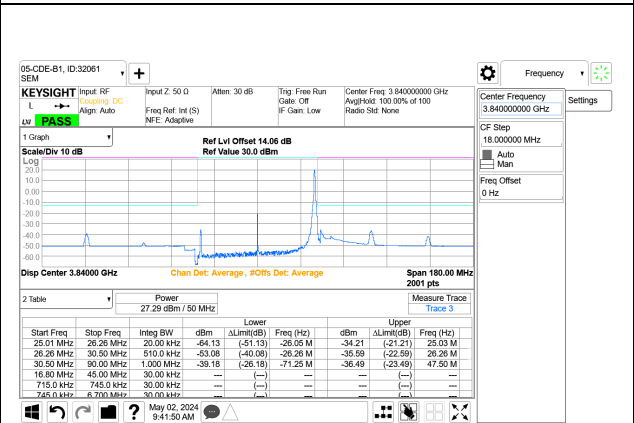 05-CDE-B1, ID:32061
SEM
Frequency
KEYSIGHT Input: RF Input Z: 50 Ω Atten: 30 dB Trig: Free Run Center Freq: 3.840000000 GHz
L Coupling: DC Gate: Off Avg|Hold: 100.00% of 100
Align: Auto Freq Ref: Int (S) IF Gain: Low Radio Std: None
PASS NFE: Adaptive
Center Frequency
3.840000000 GHz
Settings
CF Step
18.000000 MHz
Auto
Man
Freq Offset
0 Hz
1 Graph
Ref Lvl Offset 14.06 dB
Scale/Div 10 dB Ref Value 30.0 dBm
Log
20.0
10.0
0.00
-10.0
-20.0
-30.0
-40.0
-50.0
-60.0
Disp Center 3.84000 GHz Chan Det: Average, #Offs Det: Average Span 180.00 MHz
2001 pts
2 Table Power Measure Trace
27.29 dBm / 50 MHz Trace 3
Lower Upper
Start Freq Stop Freq Integ BW dBm ΔLimit(dB) Freq (Hz) dBm ΔLimit(dB) Freq (Hz)
25.01 MHz 26.26 MHz 20.00 kHz -64.13 (-51.13) -26.05 M -34.21 (-21.21) 25.03 M
26.26 MHz 30.50 MHz 510.0 kHz -53.08 (-40.08) -26.26 M -35.59 (-22.59) 26.26 M
30.50 MHz 90.00 MHz 1.000 MHz -39.18 (-26.18) -71.25 M -36.49 (-23.49) 47.50 M
16.80 MHz 45.00 MHz 30.00 kHz --- (---) --- (---)
715.0 kHz 745.0 kHz 30.00 kHz --- (---) --- (---)
745.0 kHz 6.700 MHz 30.00 kHz --- (---) --- (---)
May 02, 2024
9:41:50 AM